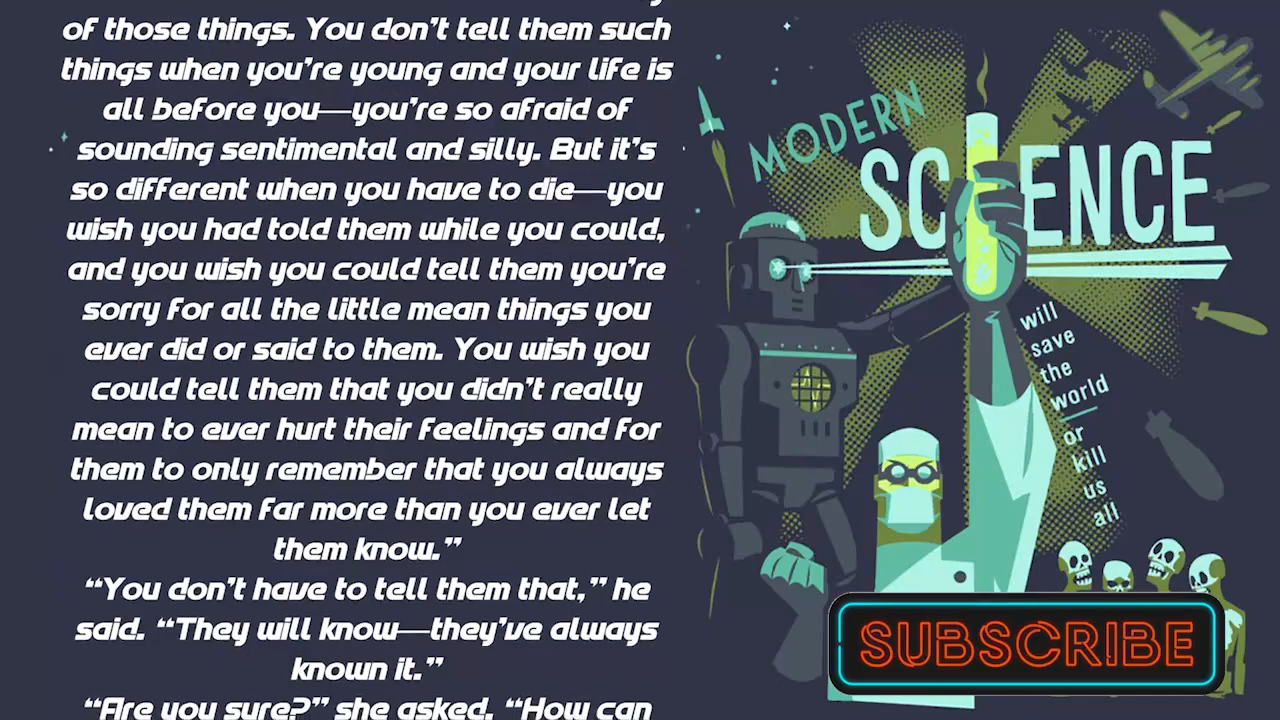 of those things. You don't tell them such
things when you're young and your life is
all before you—you're so afraid of
sounding sentimental and silly. But it's
so different when you have to die—you
wish you had told them while you could,
and you wish you could tell them you're
sorry for all the little mean things you
ever did or said to them. You wish you
could tell them that you didn't really
mean to ever hurt their feelings and for
them to only remember that you always
loved them far more than you ever let
them know.”
“You don't have to tell them that,” he
said. “They will know—they've always
known it.”
“Are you sure?” she asked. “How can
MODERN
SCIENCE
will
save
the
world
or
kill
us
all
SUBSCRIBE